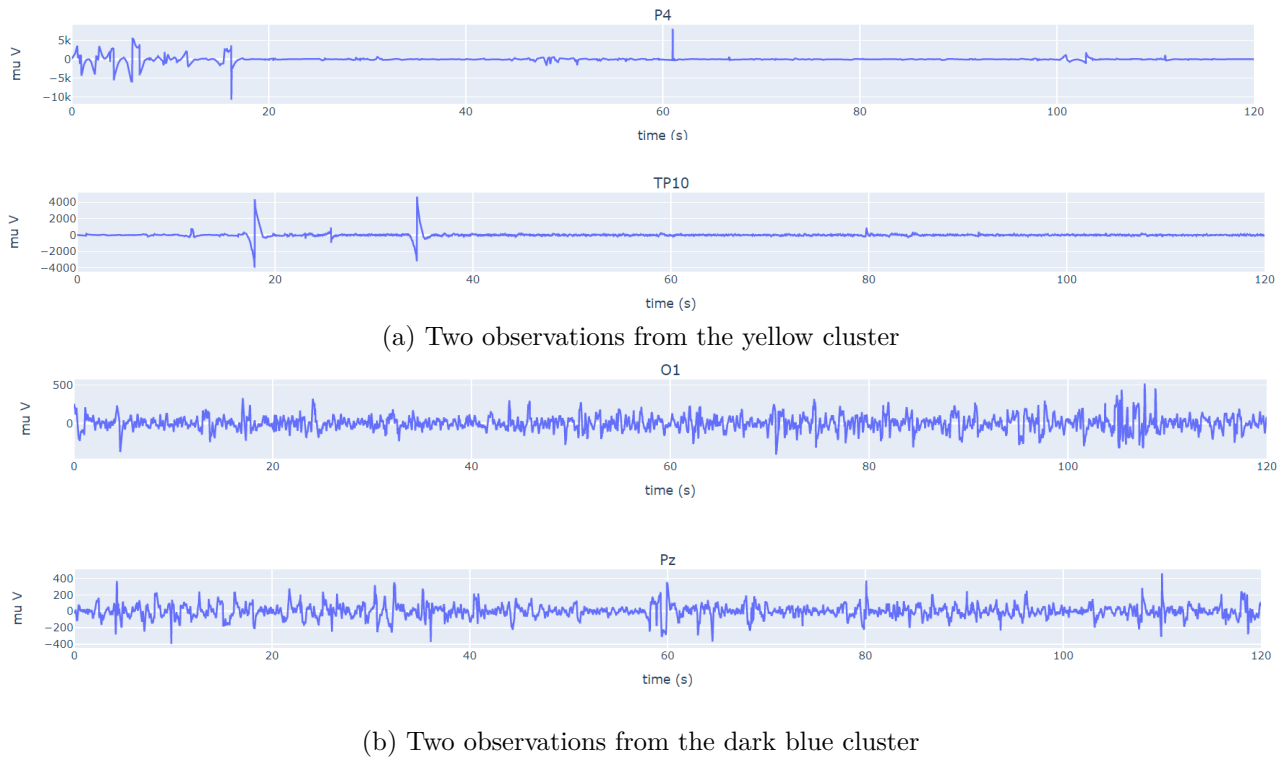 P4
mu V
5k
0
−5k
−10k
0 20 40 60 80 100 120
time (s)
TP10
mu V
4000
2000
0
−2000
−4000
0 20 40 60 80 100 120
time (s)
(a) Two observations from the yellow cluster
O1
mu V
500
0
0 20 40 60 80 100 120
time (s)
Pz
mu V
400
200
0
−200
−400
0 20 40 60 80 100 120
time (s)
(b) Two observations from the dark blue cluster